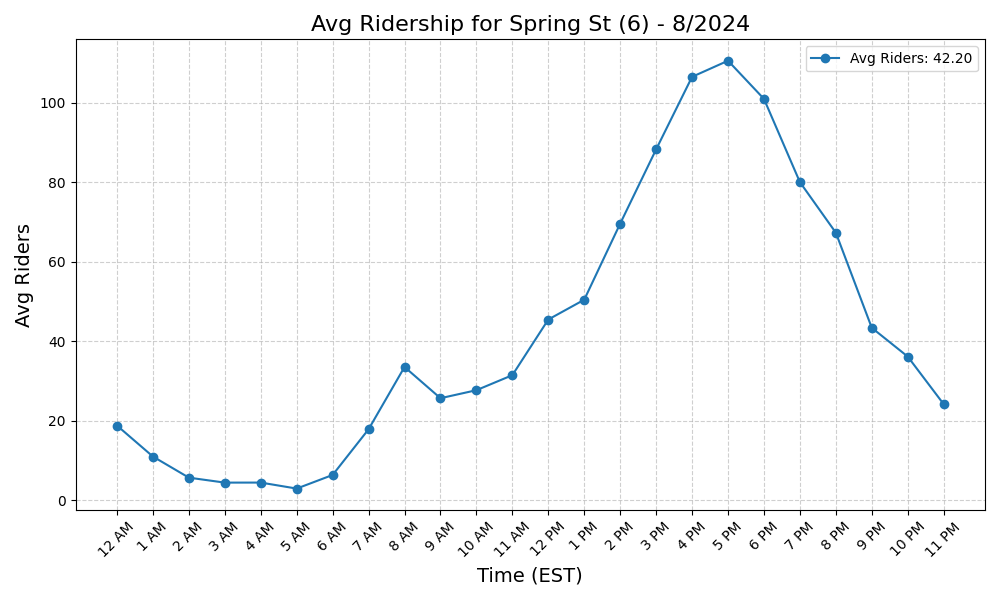 Avg Ridership for Spring St (6) - 8/2024
Avg Riders: 42.20
Avg Riders
100
80
60
40
20
0
12 AM
1 AM
2 AM
3 AM
4 AM
5 AM
6 AM
7 AM
8 AM
9 AM
10 AM
11 AM
12 PM
1 PM
2 PM
3 PM
4 PM
5 PM
6 PM
7 PM
8 PM
9 PM
10 PM
11 PM
Time (EST)